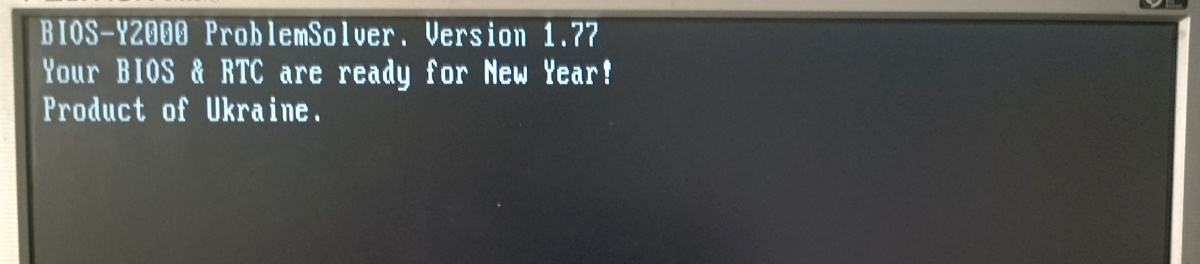 BIOS-Y2000 ProblemSolver. Version 1.77
Your BIOS & RTC are ready for New Year!
Product of Ukraine.